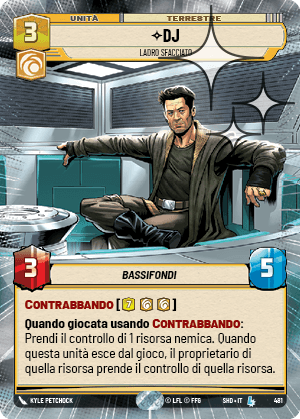 UNITÀ
TERRESTRE
3
✧DJ
LADRO SFACCIATO
3
BASSIFONDI
5
CONTRABBANDO [7]
Quando giocata usando CONTRABBANDO:
Prendi il controllo di 1 risorsa nemica. Quando
questa unità esce dal gioco, il proprietario di
quella risorsa prende il controllo di quella risorsa.
KYLE PETCHOCK
© LFL © FFG
SHD • IT
481